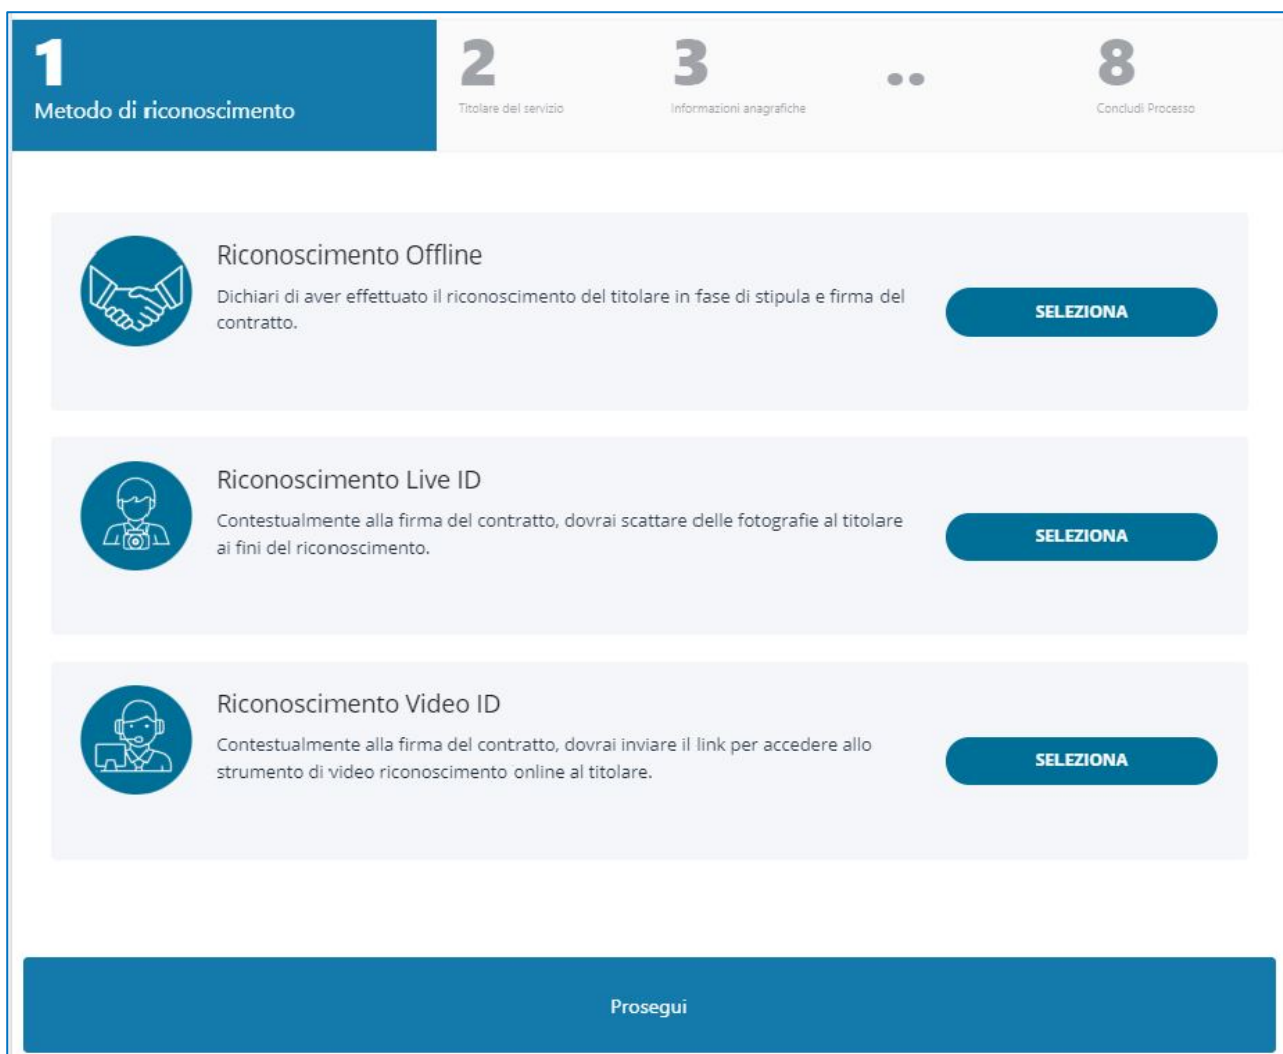 1
Metodo di riconoscimento
2
Titolare del servizio
3
Informazioni anagrafiche
..
8
Concludi Processo
Riconoscimento Offline
Dichiari di aver effettuato il riconoscimento del titolare in fase di stipula e firma del
contratto.
SELEZIONA
Riconoscimento Live ID
Contestualmente alla firma del contratto, dovrai scattare delle fotografie al titolare
ai fini del riconoscimento.
SELEZIONA
Riconoscimento Video ID
Contestualmente alla firma del contratto, dovrai inviare il link per accedere allo
strumento di video riconoscimento online al titolare.
SELEZIONA
Prosegui